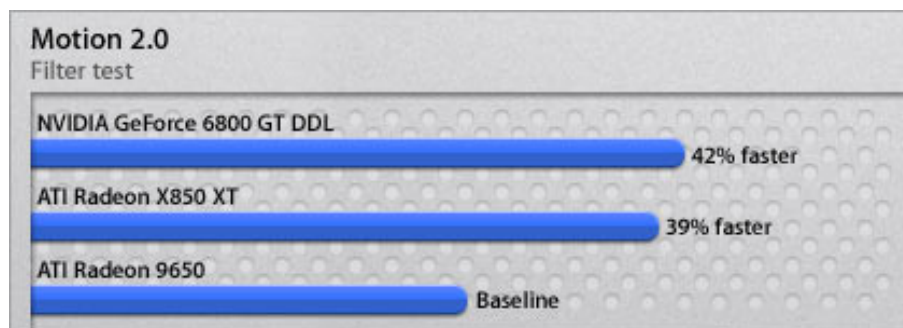 Motion 2.0
Filter test
NVIDIA GeForce 6800 GT DDL
42% faster
ATI Radeon X850 XT
39% faster
ATI Radeon 9650
Baseline